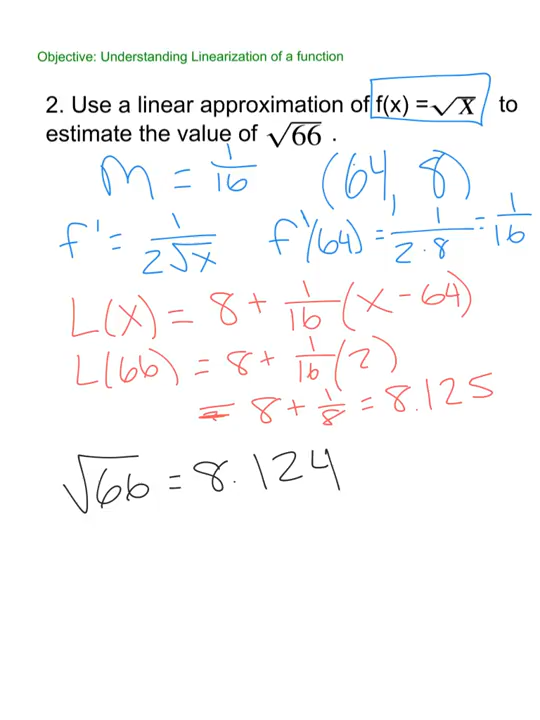 Objective: Understanding Linearization of a function
2. Use a linear approximation of f(x) = √x to
estimate the value of √66 .
m = 1/16 (64, 8)
f' = 1/(2√x) f'(64) = 1/(2·8) = 1/16
L(x) = 8 + 1/16 (x - 64)
L(66) = 8 + 1/16 (2)
= 8 + 1/8 = 8.125
√66 = 8.124